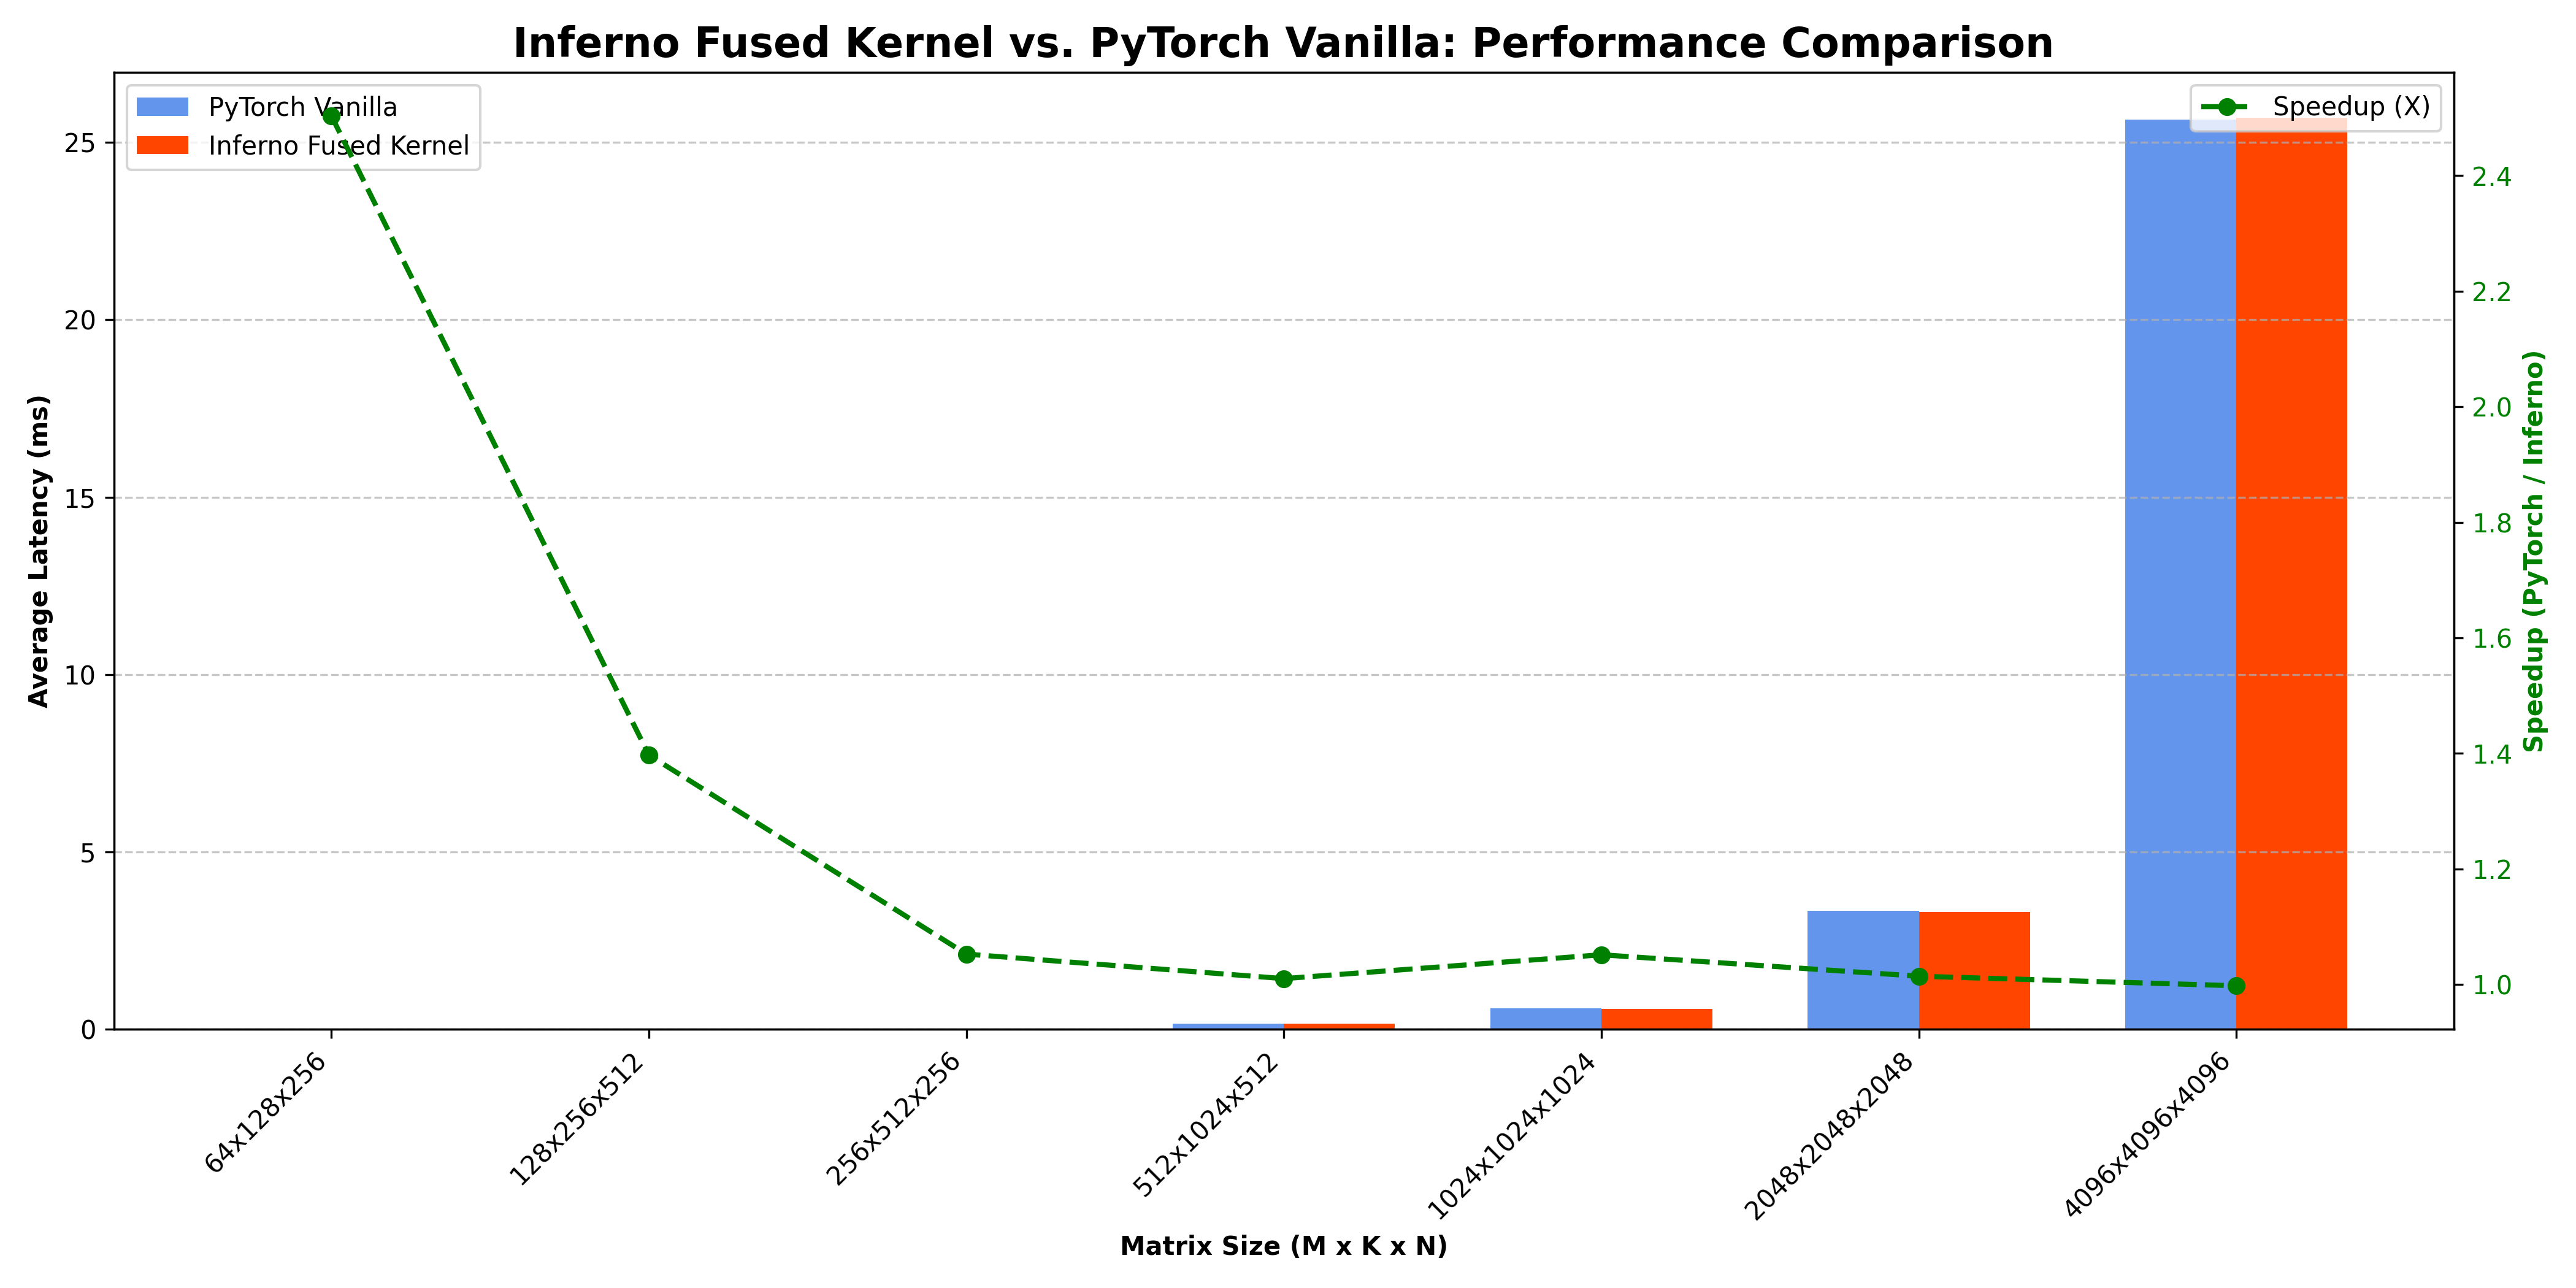 Inferno Fused Kernel vs. PyTorch Vanilla: Performance Comparison
PyTorch Vanilla
Inferno Fused Kernel
Speedup (X)
Average Latency (ms)
25
20
15
10
5
0
2.4
2.2
2.0
1.8
1.6
1.4
1.2
1.0
Speedup (PyTorch / Inferno)
64x128x256
128x256x512
256x512x256
512x1024x512
1024x1024x1024
2048x2048x2048
4096x4096x4096
Matrix Size (M x K x N)